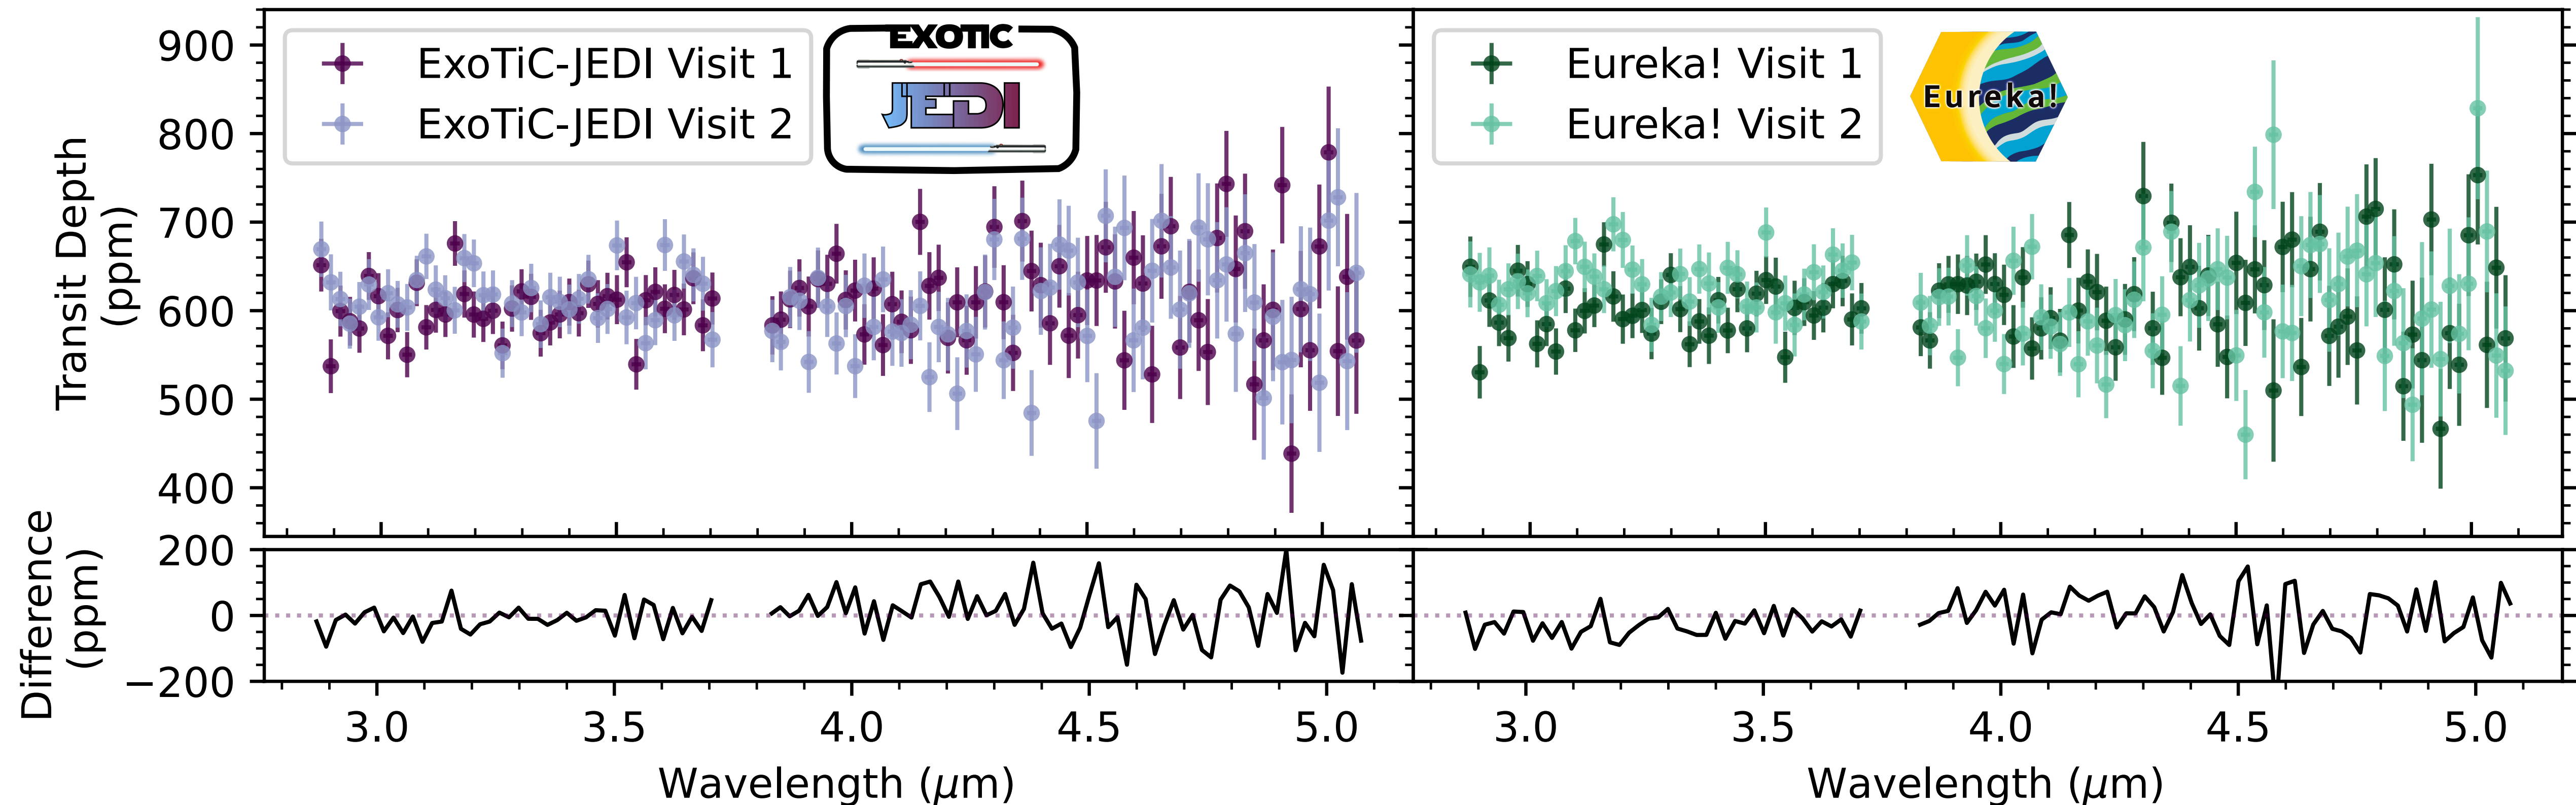 ExoTiC-JEDI Visit 1
ExoTiC-JEDI Visit 2
EXOTIC
JEDI
Eureka! Visit 1
Eureka! Visit 2
Eureka!
Transit Depth
(ppm)
900
800
700
600
500
400
Difference
(ppm)
200
0
−200
3.0 3.5 4.0 4.5 5.0
3.0 3.5 4.0 4.5 5.0
Wavelength (μm)
Wavelength (μm)